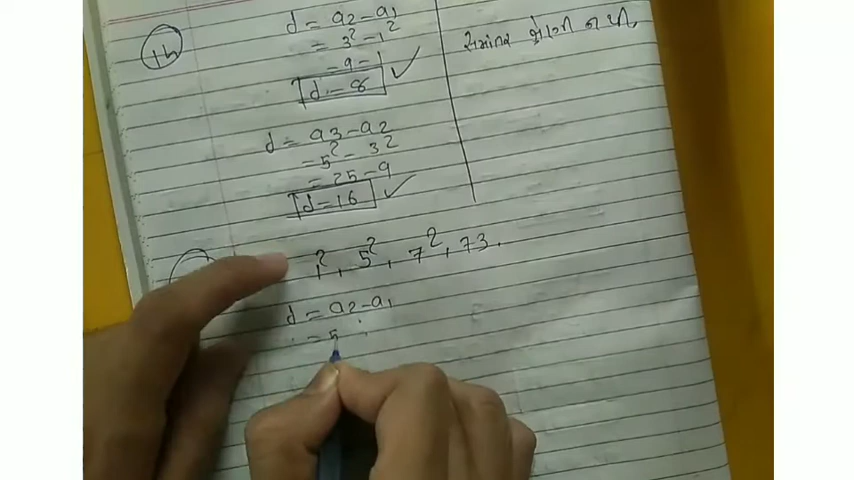 14
d = a2 - a1
= 3² - 1²
= 9 - 1
d = 8 ✓
સમાંતર શ્રેણી નથી.
d = a3 - a2
= 5² - 3²
= 25 - 9
d = 16 ✓
1², 5², 7², 73.
d = a2 - a1
= 5